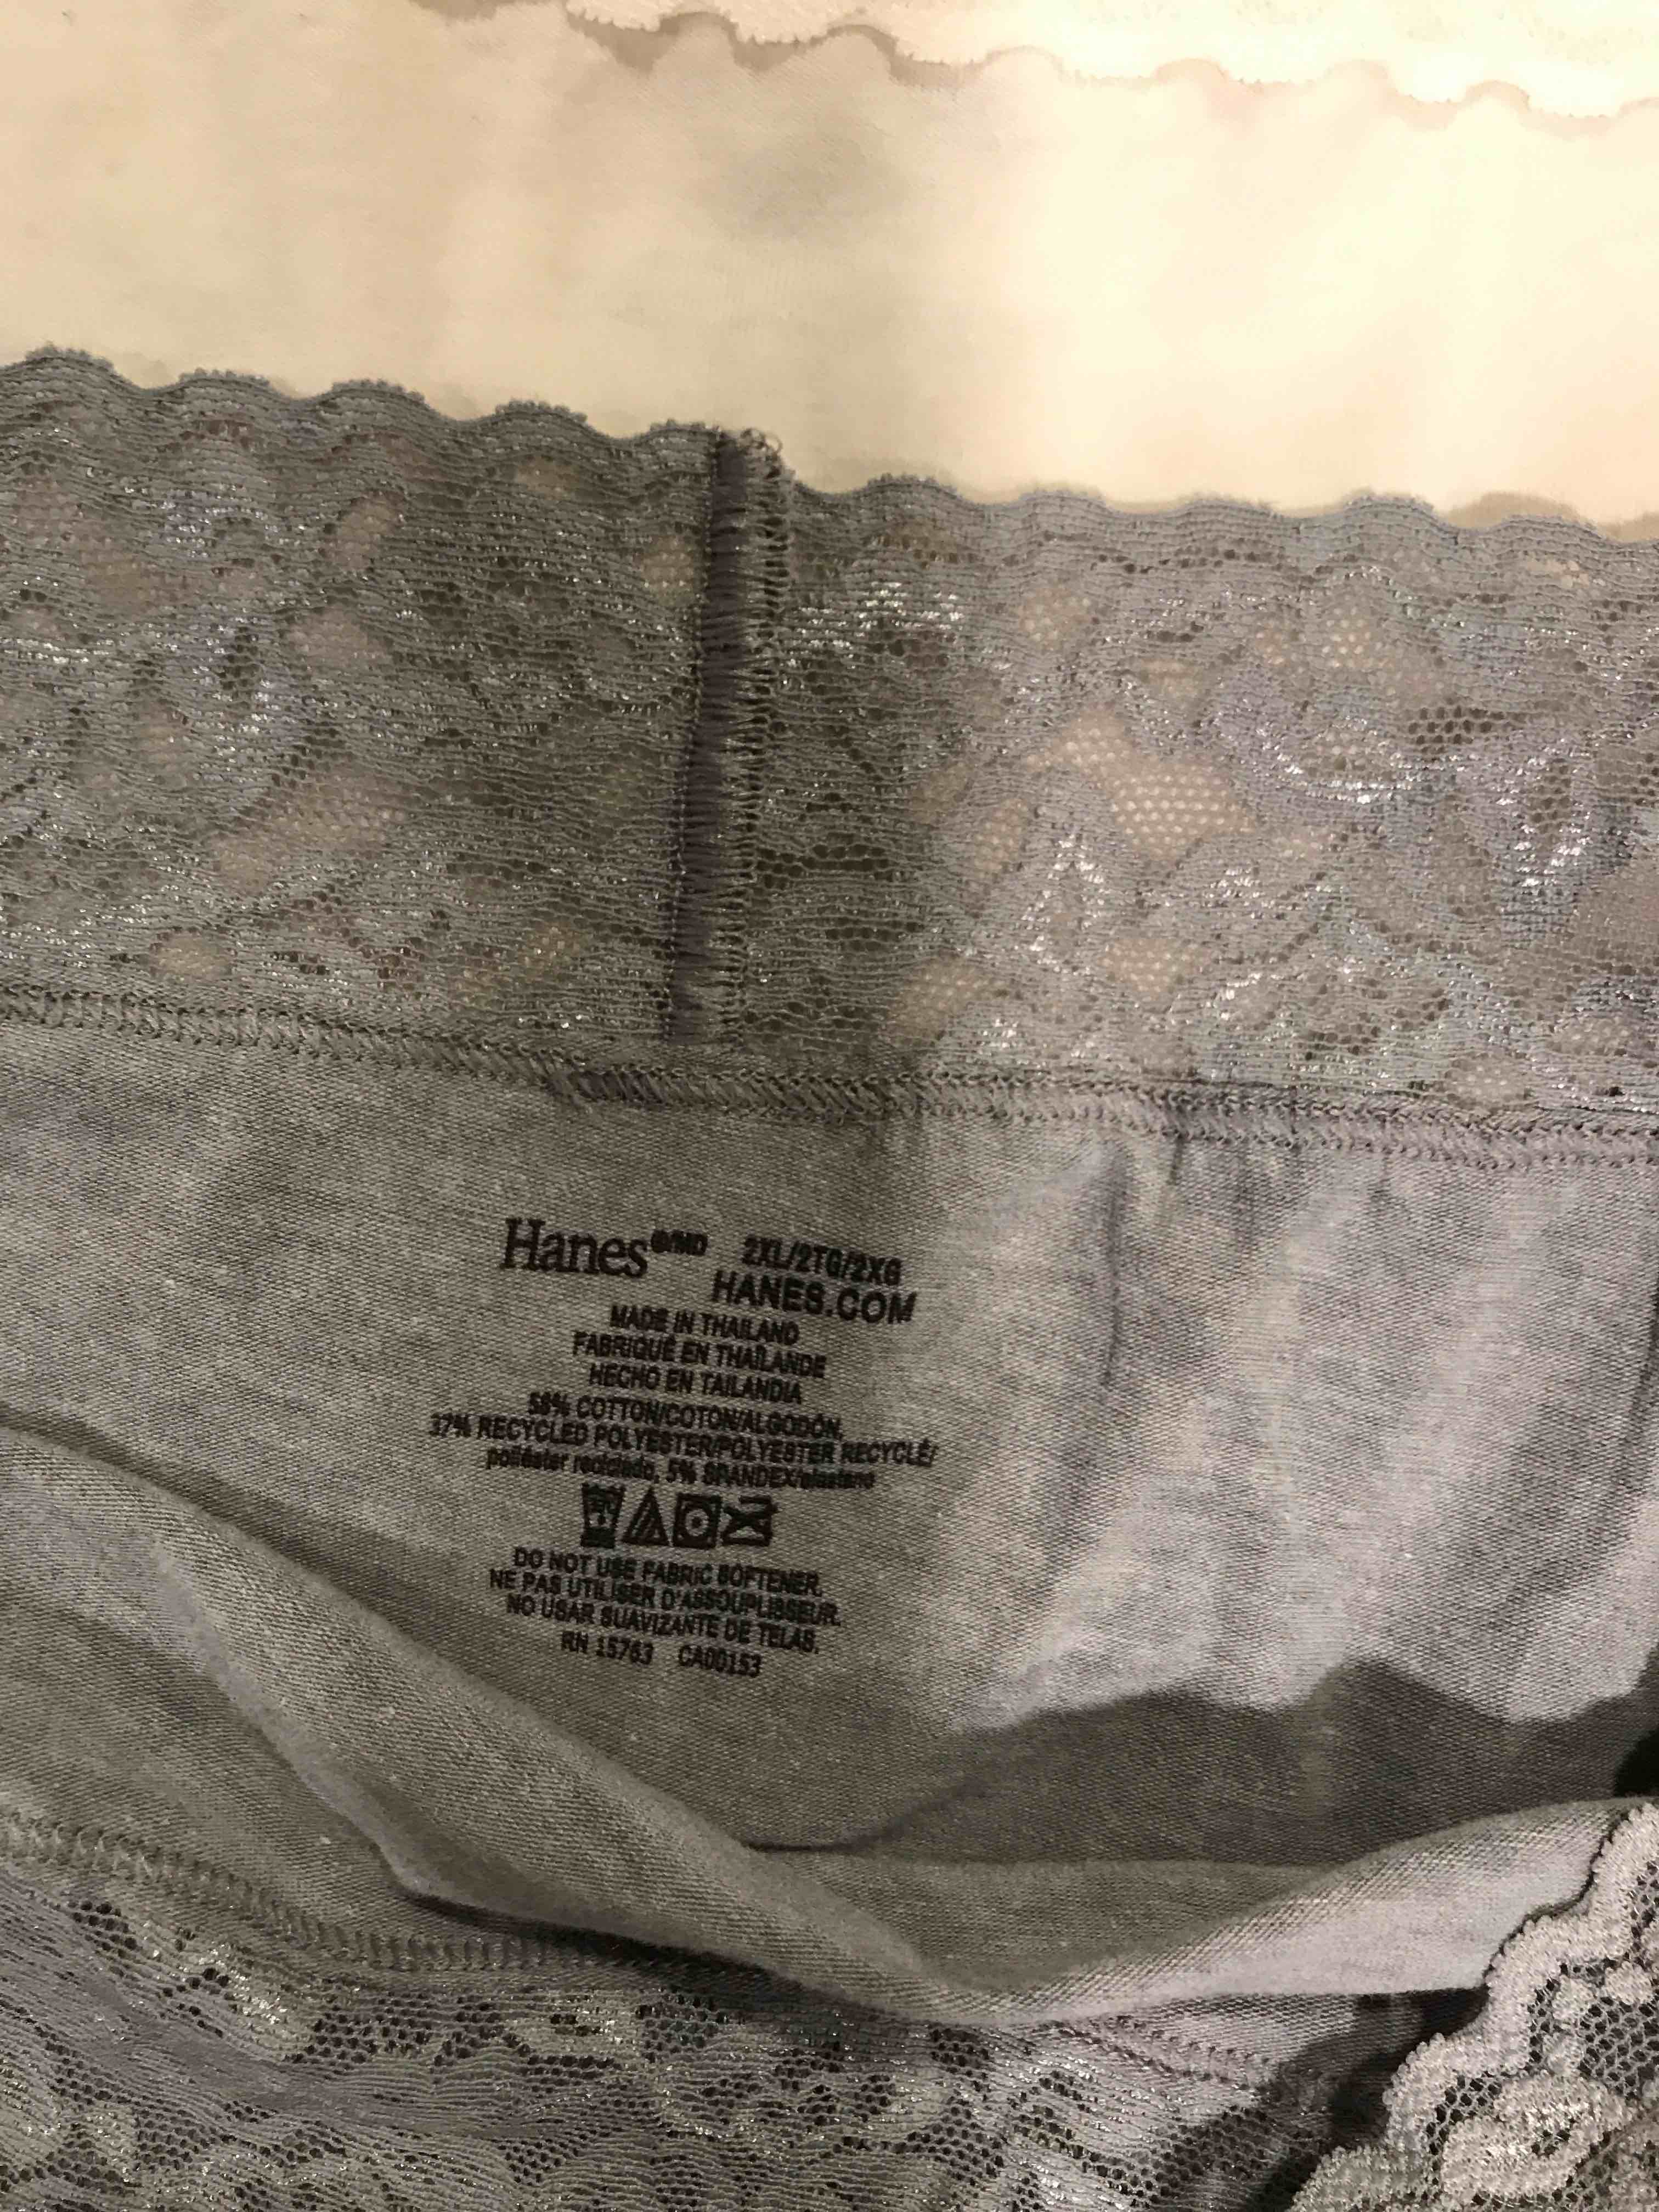 Hanes®/MD 2XL/2TG/2XG
HANES.COM
MADE IN THAILAND
FABRIQUÉ EN THAÏLANDE
HECHO EN TAILANDIA
58% COTTON/COTON/ALGODÓN,
37% RECYCLED POLYESTER/POLYESTER RECYCLÉ/
poliéster reciclado, 5% SPANDEX/elastano
DO NOT USE FABRIC SOFTENER.
NE PAS UTILISER D'ASSOUPLISSEUR.
NO USAR SUAVIZANTE DE TELAS.
RN 15763 CA00153